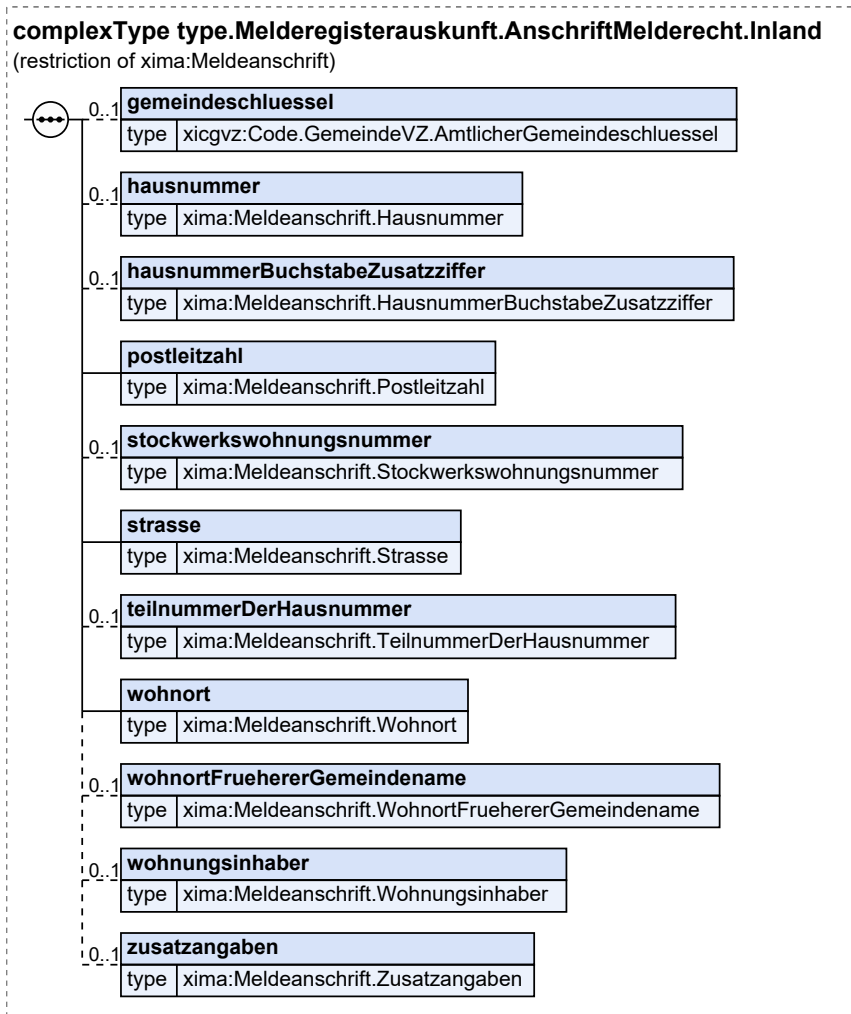 complexType type.Melderegisterauskunft.AnschriftMelderecht.Inland
(restriction of xima:Meldeanschrift)
0..1 gemeindeschluessel
type xicgvz:Code.GemeindeVZ.AmtlicherGemeindeschluessel
0..1 hausnummer
type xima:Meldeanschrift.Hausnummer
0..1 hausnummerBuchstabeZusatzziffer
type xima:Meldeanschrift.HausnummerBuchstabeZusatzziffer
postleitzahl
type xima:Meldeanschrift.Postleitzahl
0..1 stockwerkswohnungsnummer
type xima:Meldeanschrift.Stockwerkswohnungsnummer
strasse
type xima:Meldeanschrift.Strasse
0..1 teilnummerDerHausnummer
type xima:Meldeanschrift.TeilnummerDerHausnummer
wohnort
type xima:Meldeanschrift.Wohnort
0..1 wohnortFruehererGemeindename
type xima:Meldeanschrift.WohnortFruehererGemeindename
0..1 wohnungsinhaber
type xima:Meldeanschrift.Wohnungsinhaber
0..1 zusatzangaben
type xima:Meldeanschrift.Zusatzangaben